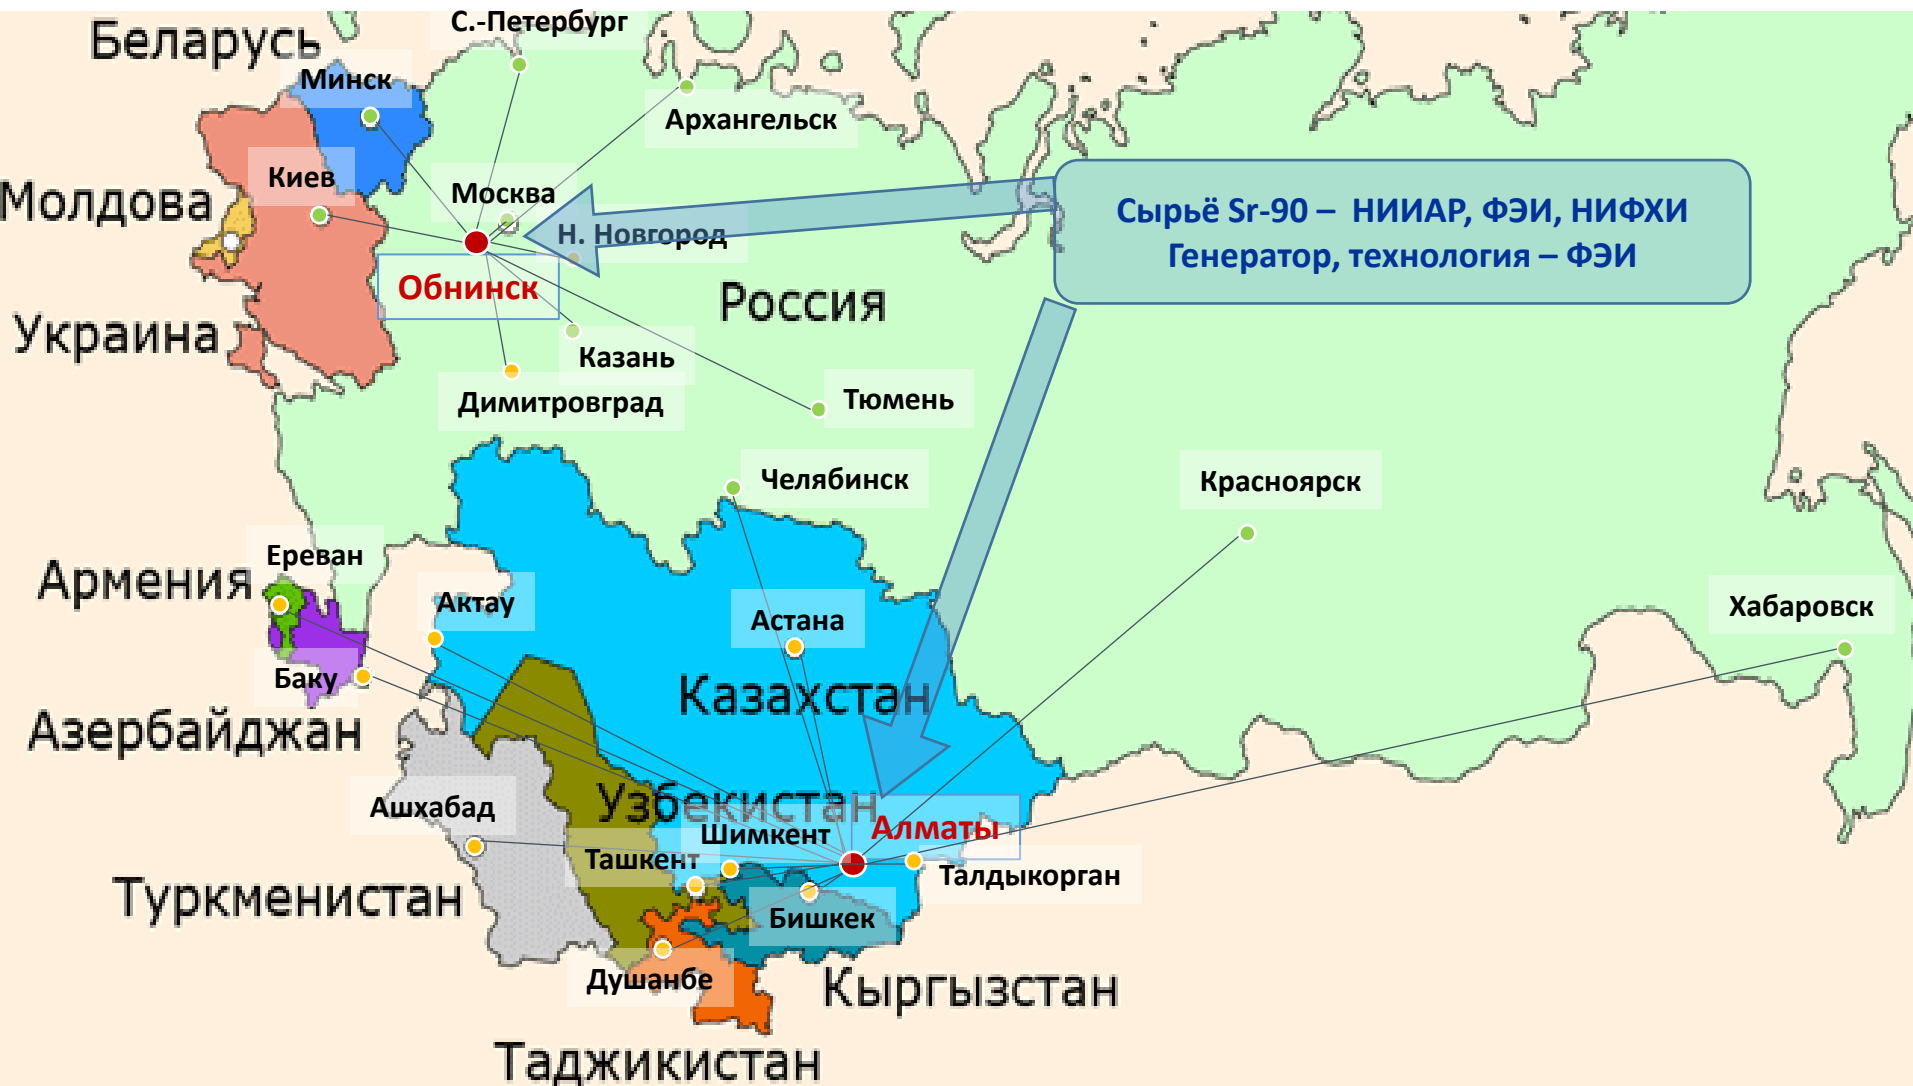 С.-Петербург
Беларусь
Минск
Архангельск
Киев
Москва
Молдова
Н. Новгород
Сырьё Sr-90 – НИИАР, ФЭИ, НИФХИ
Генератор, технология – ФЭИ
Обнинск
Россия
Украина
Казань
Димитровград
Тюмень
Челябинск
Красноярск
Ереван
Армения
Актау
Астана
Хабаровск
Баку
Казахстан
Азербайджан
Ашхабад
Узбекистан
Шимкент
Алматы
Ташкент
Талдыкорган
Туркменистан
Бишкек
Душанбе
Кыргызстан
Таджикистан